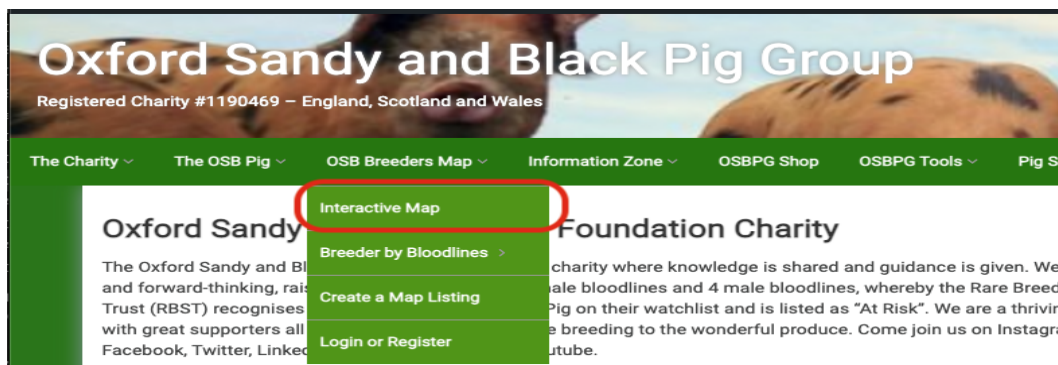 Oxford Sandy and Black Pig Group
Registered Charity #1190469 – England, Scotland and Wales
The Charity
The OSB Pig
OSB Breeders Map
Information Zone
OSBPG Shop
OSBPG Tools
Pig S
Interactive Map
Breeder by Bloodlines
Create a Map Listing
Login or Register
Oxford Sandy Foundation Charity
The Oxford Sandy and Bl charity where knowledge is shared and guidance is given. We
and forward-thinking, rai ale bloodlines and 4 male bloodlines, whereby the Rare Breed
Trust (RBST) recognises Pig on their watchlist and is listed as “At Risk”. We are a thrivin
with great supporters all e breeding to the wonderful produce. Come join us on Instagra
Facebook, Twitter, Linked utube.